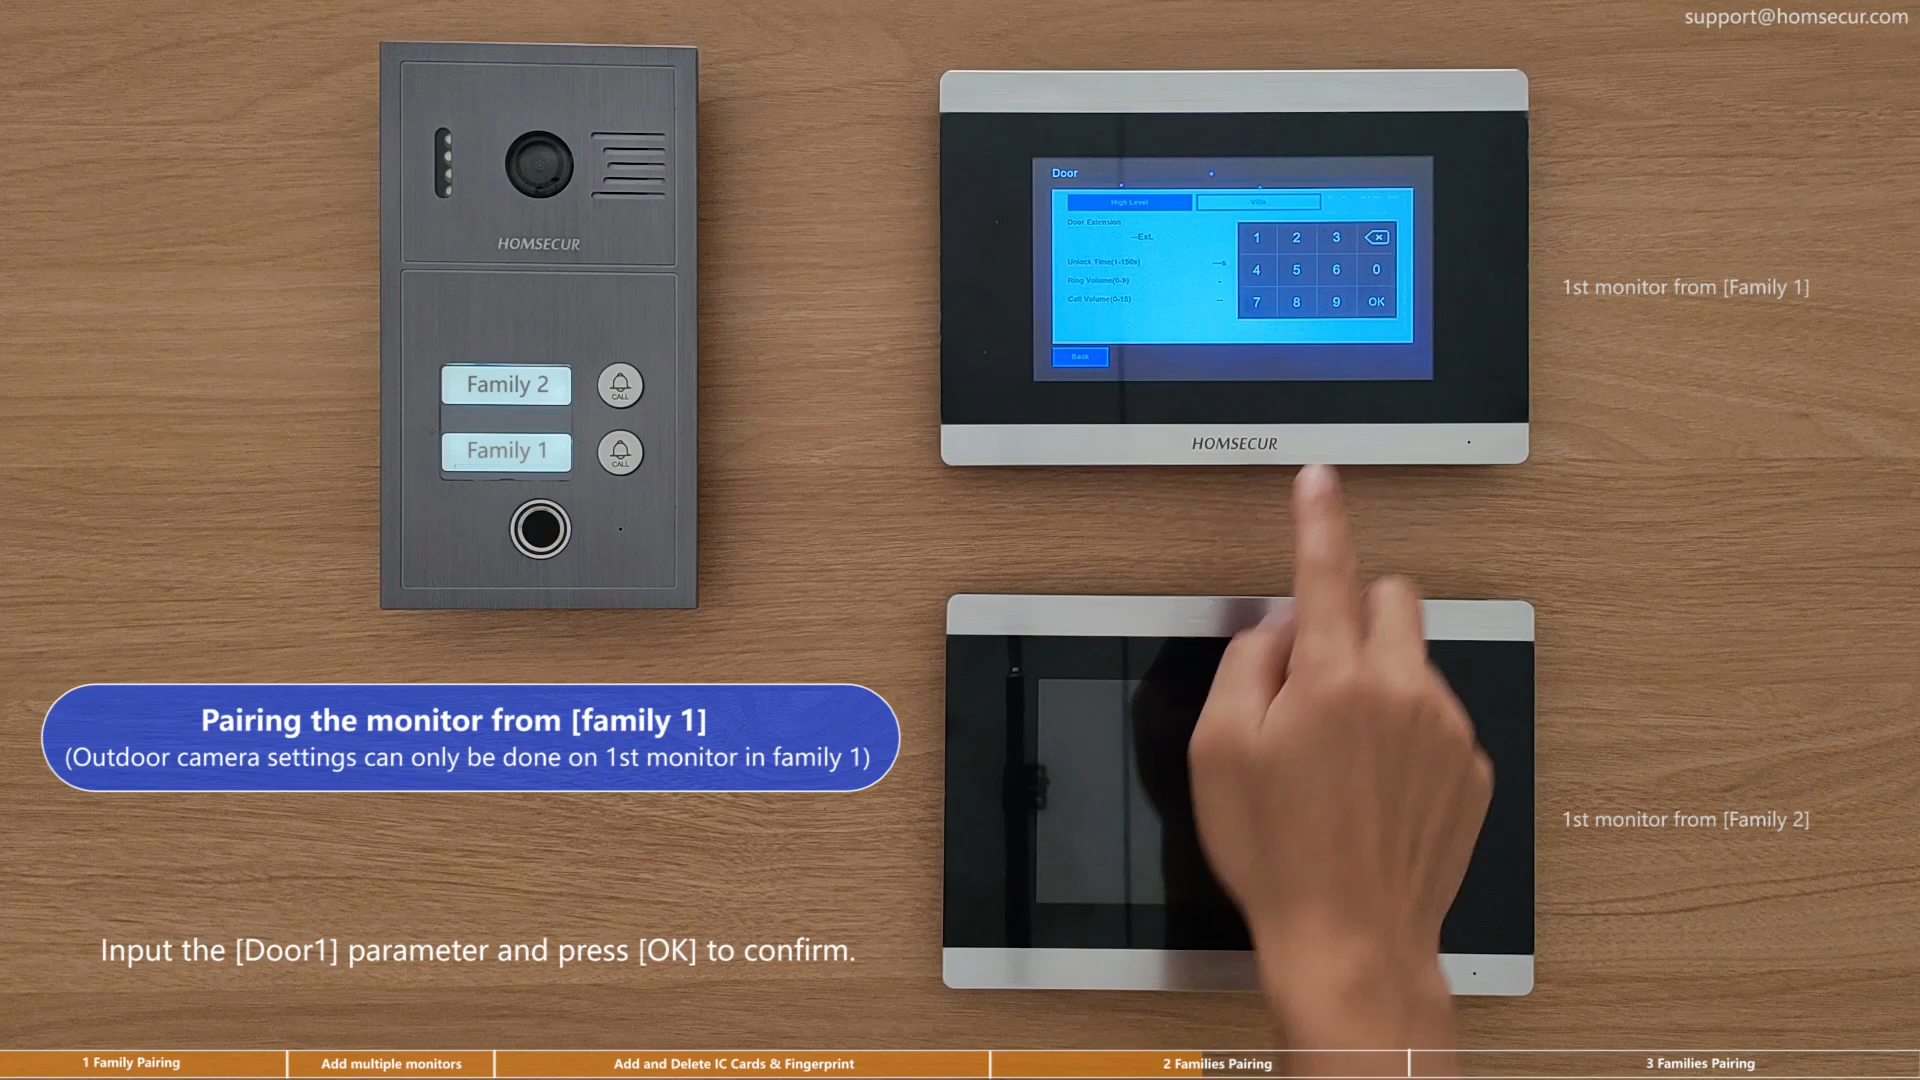 support@homsecur.com
HOMSECUR
Family 2
CALL
Family 1
CALL
Door
High Level
Villa
Door Extension
--Ext.
Unlock Time(1-150s)
---s
Ring Volume(0-9)
-
Call Volume(0-15)
--
1 2 3
4 5 6 0
7 8 9 OK
Back
HOMSECUR
1st monitor from [Family 1]
Pairing the monitor from [family 1]
(Outdoor camera settings can only be done on 1st monitor in family 1)
1st monitor from [Family 2]
Input the [Door1] parameter and press [OK] to confirm.
1 Family Pairing
Add multiple monitors
Add and Delete IC Cards & Fingerprint
2 Families Pairing
3 Families Pairing